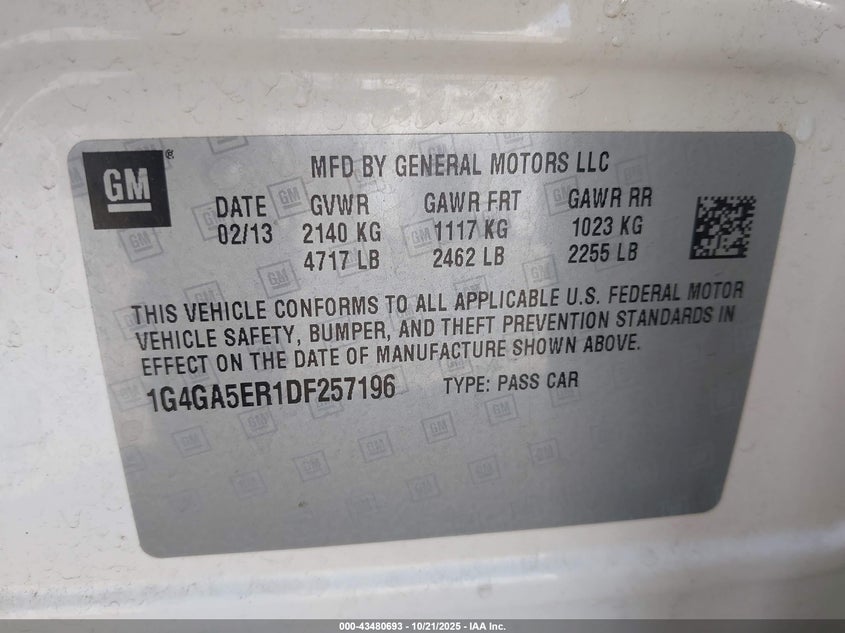 GM®
MFD BY GENERAL MOTORS LLC
DATE GVWR GAWR FRT GAWR RR
02/13 2140 KG 1117 KG 1023 KG
4717 LB 2462 LB 2255 LB
THIS VEHICLE CONFORMS TO ALL APPLICABLE U.S. FEDERAL MOTOR
VEHICLE SAFETY, BUMPER, AND THEFT PREVENTION STANDARDS IN
EFFECT ON THE DATE OF MANUFACTURE SHOWN ABOVE.
1G4GA5ER1DF257196 TYPE: PASS CAR
000-43480693 - 10/21/2025 - IAA Inc.